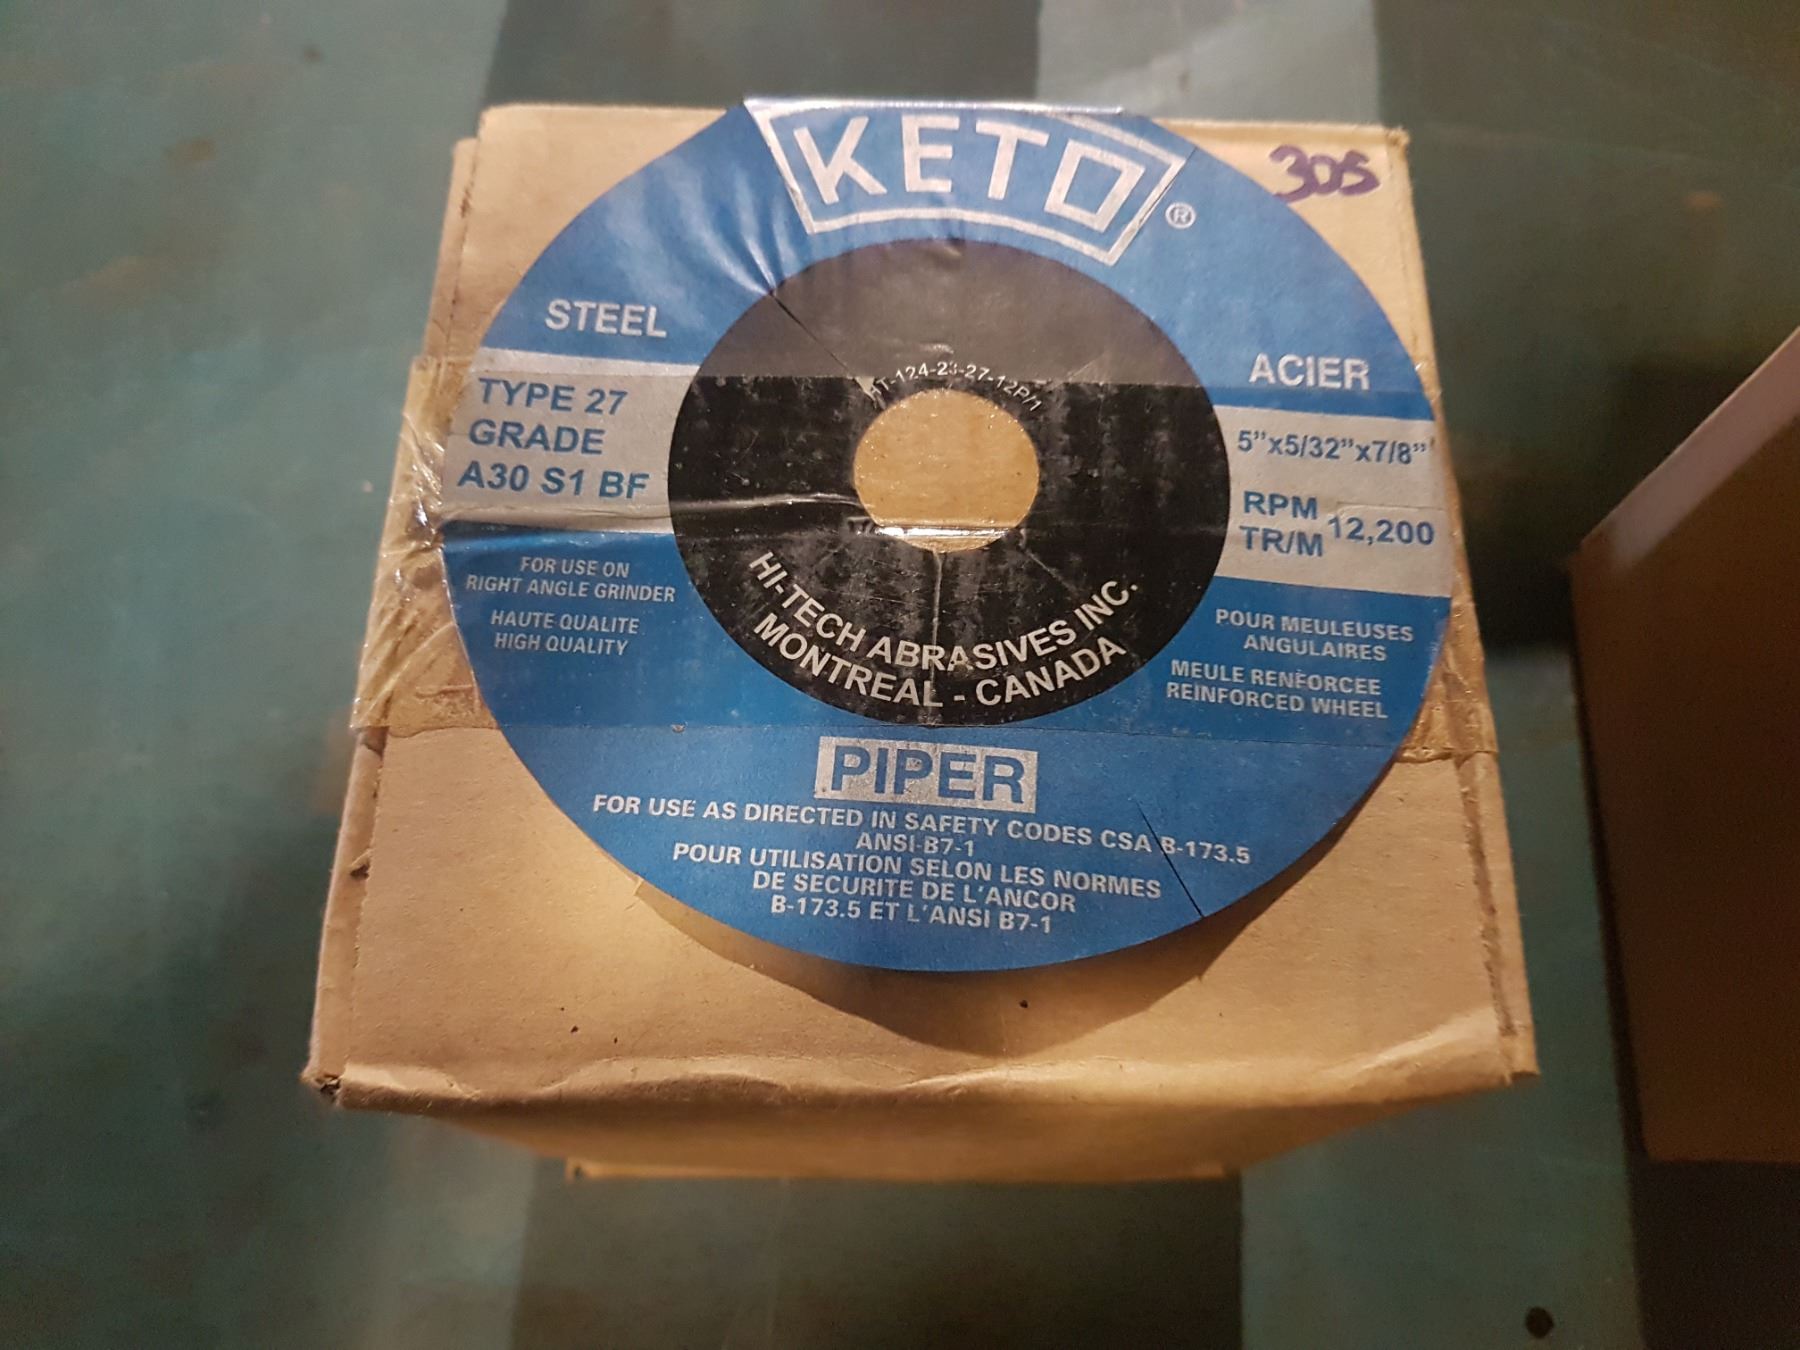 KETO®
305
STEEL
ACIER
TYPE 27
GRADE
A30 S1 BF
5"x5/32"x7/8"
RPM
TR/M 12,200
FOR USE ON
RIGHT ANGLE GRINDER
HAUTE QUALITE
HIGH QUALITY
HI-TECH ABRASIVES INC.
MONTREAL - CANADA
POUR MEULEUSES
ANGULAIRES
MEULE RENFORCEE
REINFORCED WHEEL
PIPER
FOR USE AS DIRECTED IN SAFETY CODES CSA B-173.5
ANSI-B7-1
POUR UTILISATION SELON LES NORMES
DE SECURITE DE L'ANCOR
B-173.5 ET L'ANSI B7-1